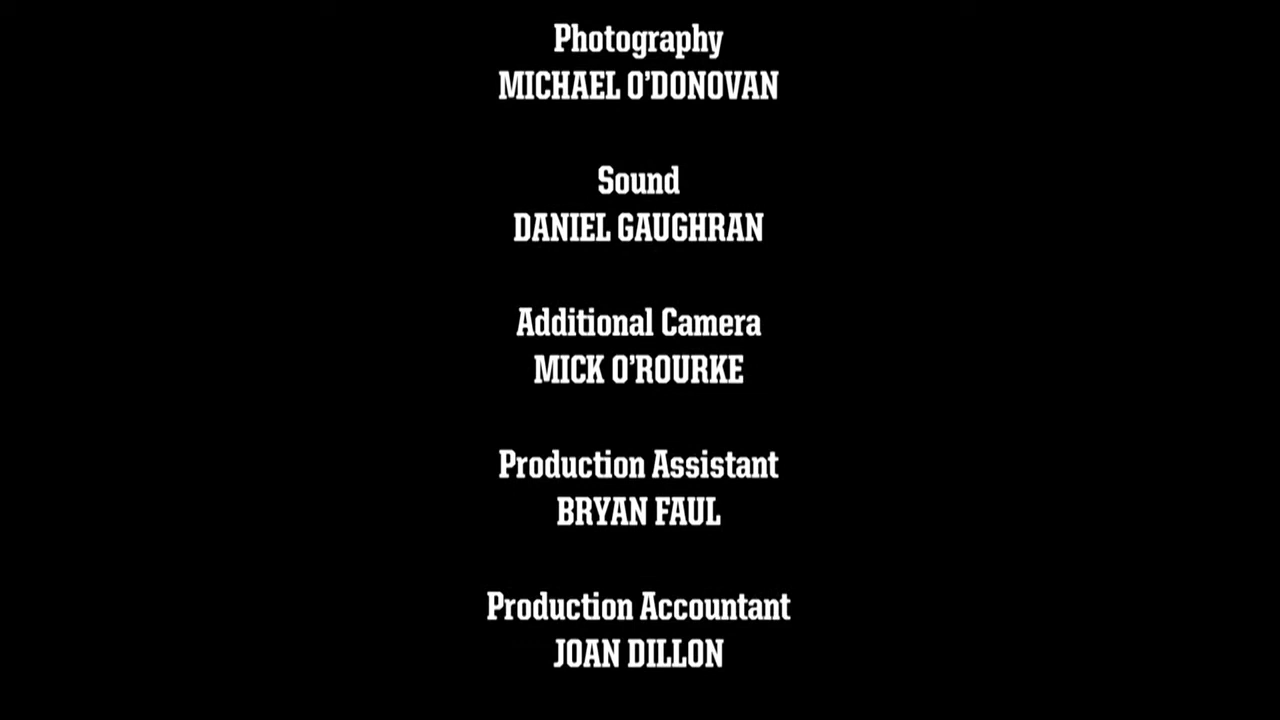 Photography
MICHAEL O'DONOVAN
Sound
DANIEL GAUGHRAN
Additional Camera
MICK O'ROURKE
Production Assistant
BRYAN FAUL
Production Accountant
JOAN DILLON